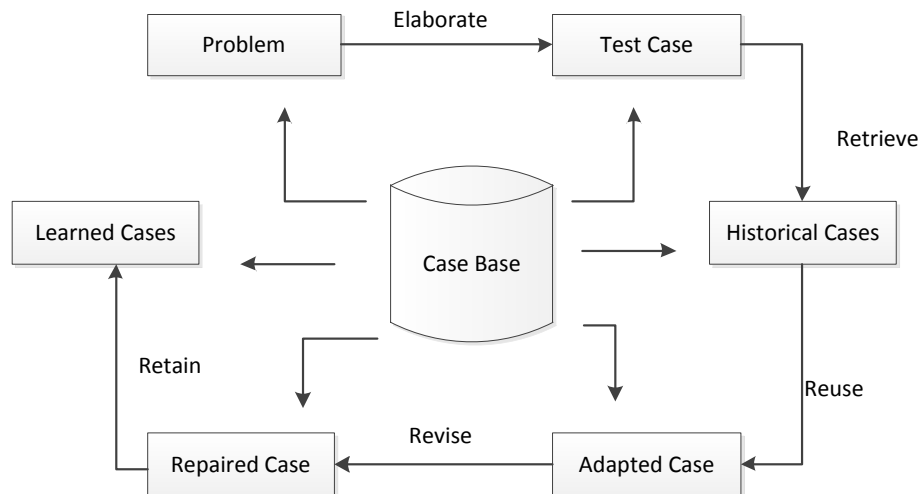 Elaborate
Problem
Test Case
Retrieve
Learned Cases
Historical Cases
Case Base
Retain
Reuse
Revise
Repaired Case
Adapted Case